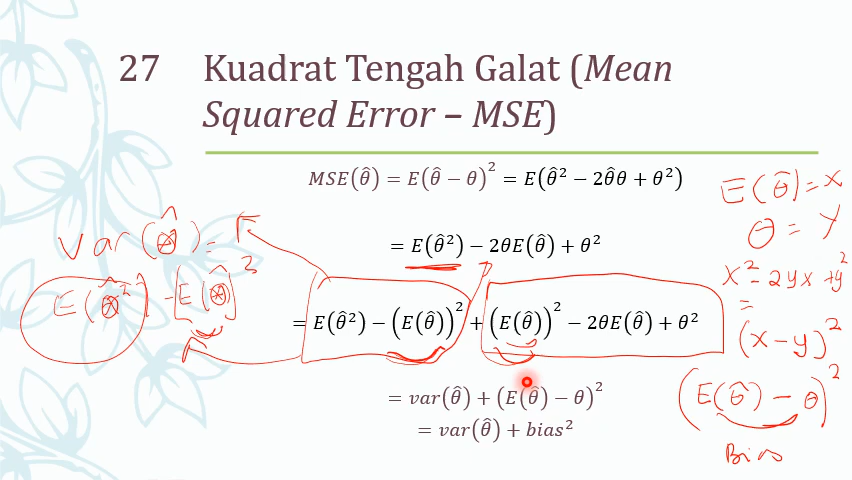 27 Kuadrat Tengah Galat (Mean
Squared Error – MSE)
MSE(θ̂) = E(θ̂ − θ)² = E(θ̂² − 2θ̂θ + θ²)
= E(θ̂²) − 2θE(θ̂) + θ²
= E(θ̂²) − (E(θ̂))² + (E(θ̂))² − 2θE(θ̂) + θ²
= var(θ̂) + (E(θ̂) − θ)²
= var(θ̂) + bias²
Var(θ̂) =
E(θ̂²) − [E(θ̂)]²
E(θ̂) = x
θ = y
x² − 2yx + y²
=
(x − y)²
(E(θ̂) − θ)²
Bias